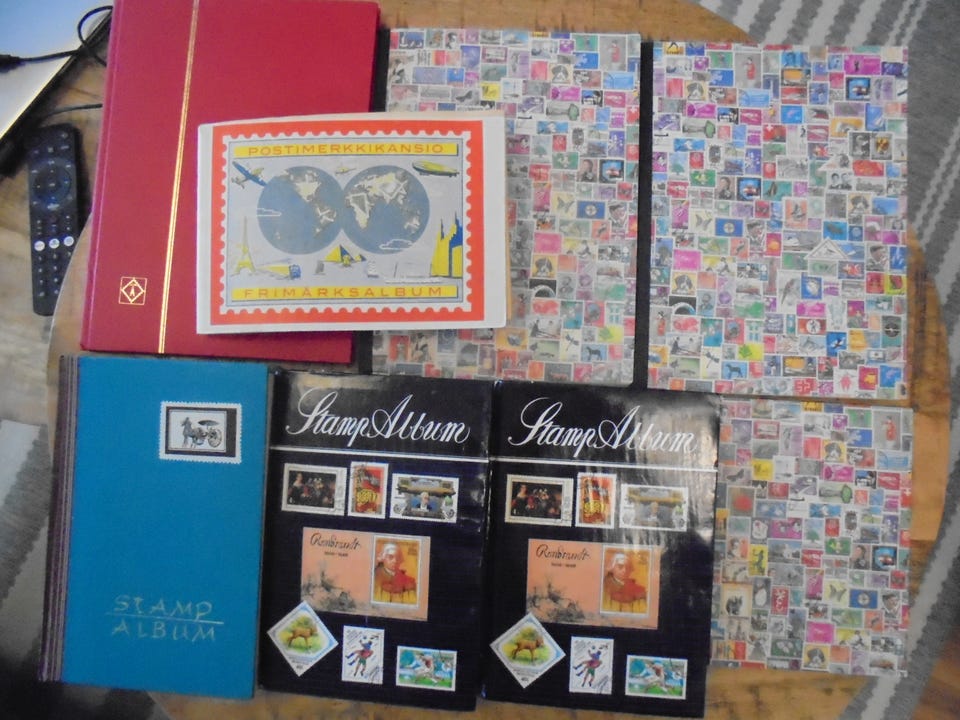 POSTIMERKKIKANSIO
FRIMÄRKSALBUM
STAMP
ALBUM
Stamp Album
Rembrandt
Stamp Album
Rembrandt